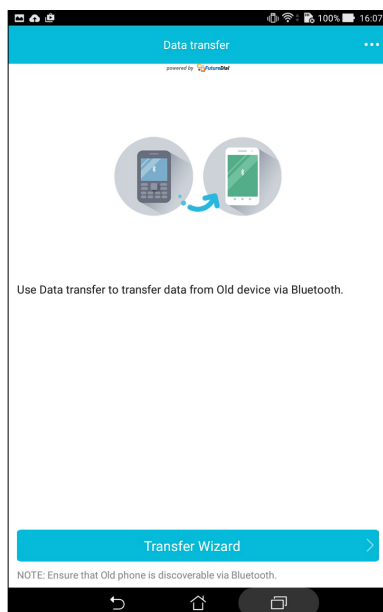 100% 16:07
Data transfer
powered by FutureDial
Use Data transfer to transfer data from Old device via Bluetooth.
Transfer Wizard
NOTE: Ensure that Old phone is discoverable via Bluetooth.